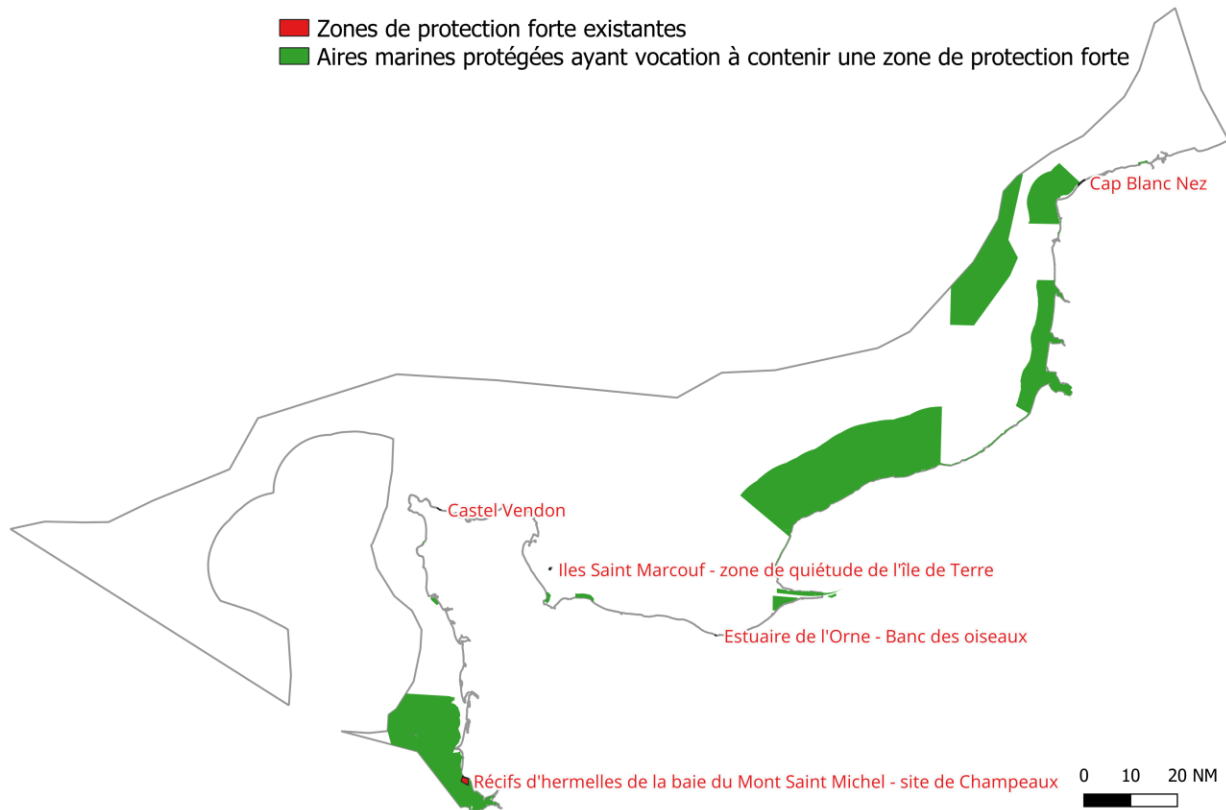 Zones de protection forte existantes
Aires marines protégées ayant vocation à contenir une zone de protection forte
Cap Blanc Nez
Castel Vendon
Iles Saint Marcouf - zone de quiétude de l'île de Terre
Estuaire de l'Orne - Banc des oiseaux
Récifs d'hermelles de la baie du Mont Saint Michel - site de Champeaux
0 10 20 NM